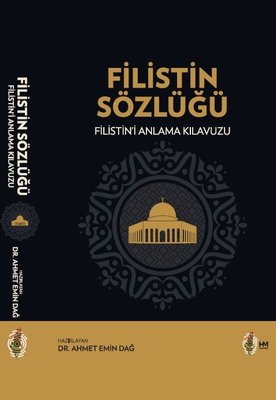 FİLİSTİN
SÖZLÜĞÜ
FİLİSTİN'İ ANLAMA KILAVUZU
HAZIRLAYAN
DR. AHMET EMİN DAĞ
HM
FİLİSTİN SÖZLÜĞÜ
FİLİSTİN'İ ANLAMA KILAVUZU
HAZIRLAYAN
DR. AHMET EMİN DAĞ